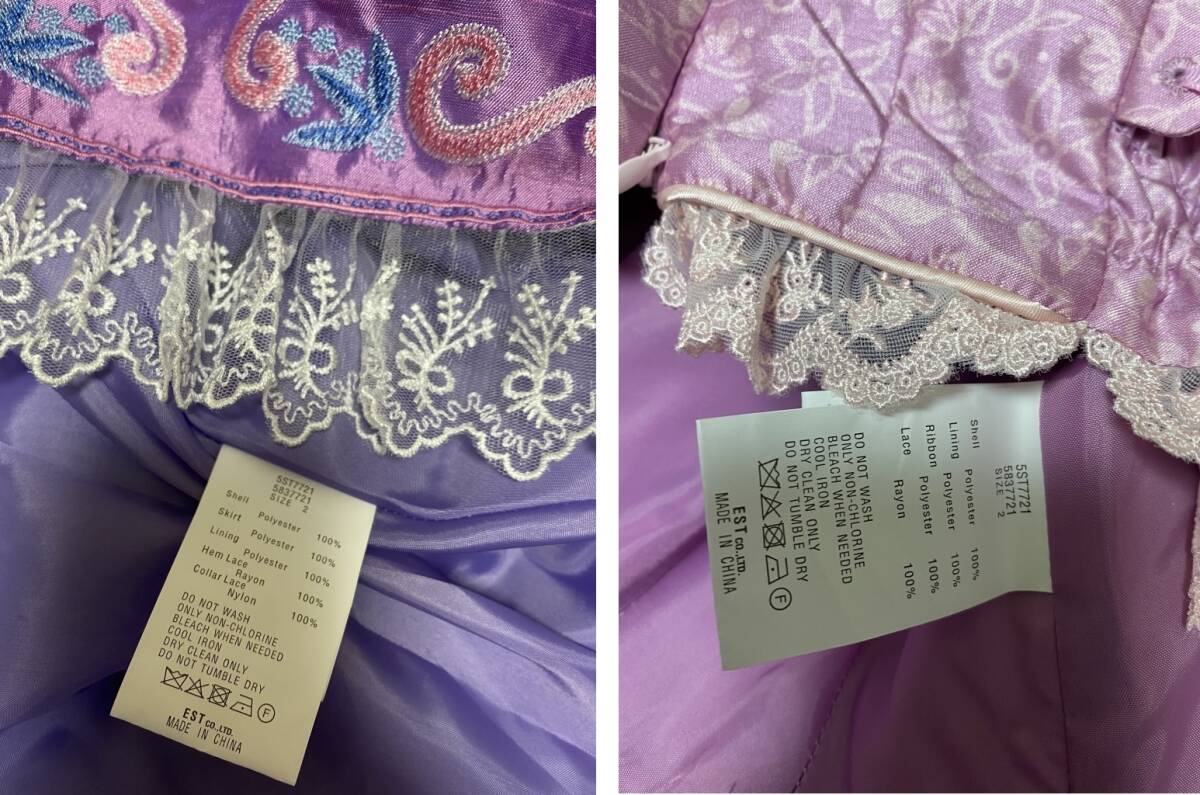 5ST7721
5837721
SIZE 2
Shell Polyester 100%
Skirt Polyester 100%
Lining Polyester 100%
Hem Lace Rayon 100%
Collar Lace Nylon 100%
DO NOT WASH
ONLY NON-CHLORINE
BLEACH WHEN NEEDED
COOL IRON
DRY CLEAN ONLY
DO NOT TUMBLE DRY
F
EST CO.,LTD.
MADE IN CHINA
5ST7721
5837721
SIZE 2
Shell Polyester 100%
Lining Polyester 100%
Ribbon Polyester 100%
Lace Rayon 100%
DO NOT WASH
ONLY NON-CHLORINE
BLEACH WHEN NEEDED
COOL IRON
DRY CLEAN ONLY
DO NOT TUMBLE DRY
F
EST CO.,LTD.
MADE IN CHINA